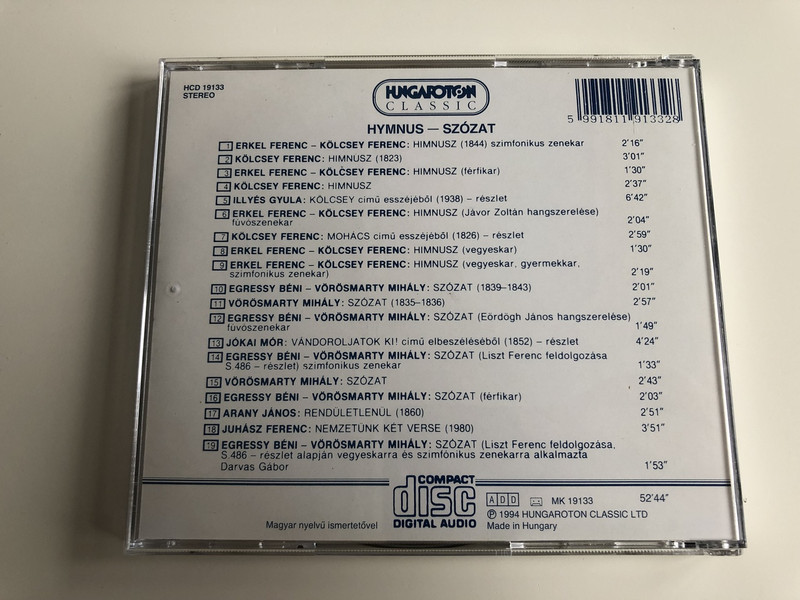 HCD 19133
STEREO
HUNGAROTON
CLASSIC
5 991811 913328
HYMNUS – SZÓZAT
1 ERKEL FERENC – KÖLCSEY FERENC: HIMNUSZ (1844) szimfonikus zenekar 2'16"
2 KÖLCSEY FERENC: HIMNUSZ (1823) 3'01"
3 ERKEL FERENC – KÖLCSEY FERENC: HIMNUSZ (férfikar) 1'30"
4 KÖLCSEY FERENC: HIMNUSZ 2'37"
5 ILLYÉS GYULA: KÖLCSEY című esszéjéből (1938) – részlet 6'42"
6 ERKEL FERENC – KÖLCSEY FERENC: HIMNUSZ (Jávor Zoltán hangszerelése)
fúvószenekar 2'04"
7 KÖLCSEY FERENC: MOHÁCS című esszéjéből (1826) – részlet 2'59"
8 ERKEL FERENC – KÖLCSEY FERENC: HIMNUSZ (vegyeskar) 1'30"
9 ERKEL FERENC – KÖLCSEY FERENC: HIMNUSZ (vegyeskar, gyermekkar,
szimfonikus zenekar) 2'19"
10 EGRESSY BÉNI – VÖRÖSMARTY MIHÁLY: SZÓZAT (1839–1843) 2'01"
11 VÖRÖSMARTY MIHÁLY: SZÓZAT (1835–1836) 2'57"
12 EGRESSY BÉNI – VÖRÖSMARTY MIHÁLY: SZÓZAT (Eördögh János hangszerelése)
fúvószenekar 1'49"
13 JÓKAI MÓR: VÁNDOROLJATOK KI! című elbeszéléséből (1852) – részlet 4'24"
14 EGRESSY BÉNI – VÖRÖSMARTY MIHÁLY: SZÓZAT (Liszt Ferenc feldolgozása
S.486 – részlet) szimfonikus zenekar 1'33"
15 VÖRÖSMARTY MIHÁLY: SZÓZAT 2'43"
16 EGRESSY BÉNI – VÖRÖSMARTY MIHÁLY: SZÓZAT (férfikar) 2'03"
17 ARANY JÁNOS: RENDÜLETLENÜL (1860) 2'51"
18 JUHÁSZ FERENC: NEMZETÜNK KÉT VERSE (1980) 3'51"
19 EGRESSY BÉNI – VÖRÖSMARTY MIHÁLY: SZÓZAT (Liszt Ferenc feldolgozása,
S.486 – részlet alapján vegyeskarra és szimfónikus zenekarra alkalmazta
Darvas Gábor 1'53"
COMPACT
disc
DIGITAL AUDIO
ADD MK 19133 52'44"
℗ 1994 HUNGAROTON CLASSIC LTD
Magyar nyelvű ismertetővel Made in Hungary